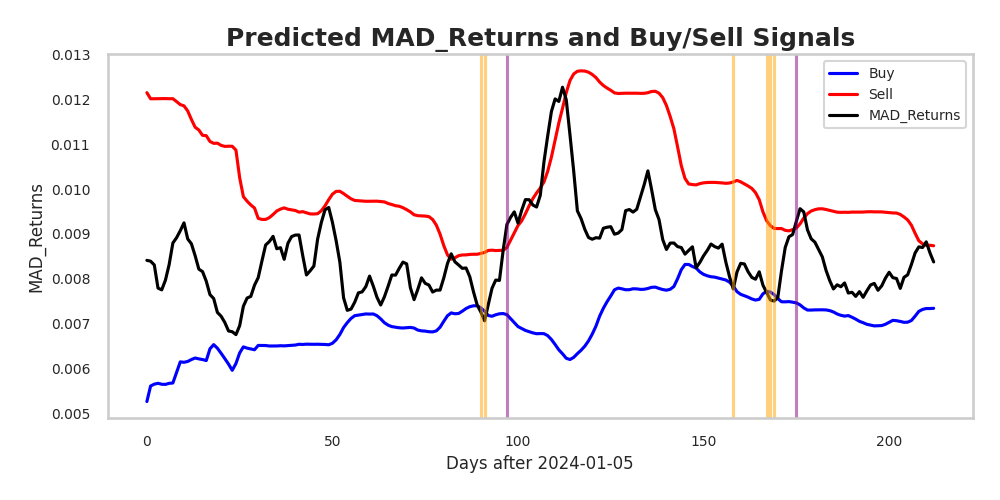 Predicted MAD_Returns and Buy/Sell Signals
0.013
0.012
0.011
0.010
0.009
0.008
0.007
0.006
0.005
MAD_Returns
Buy
Sell
MAD_Returns
0
50
100
150
200
Days after 2024-01-05